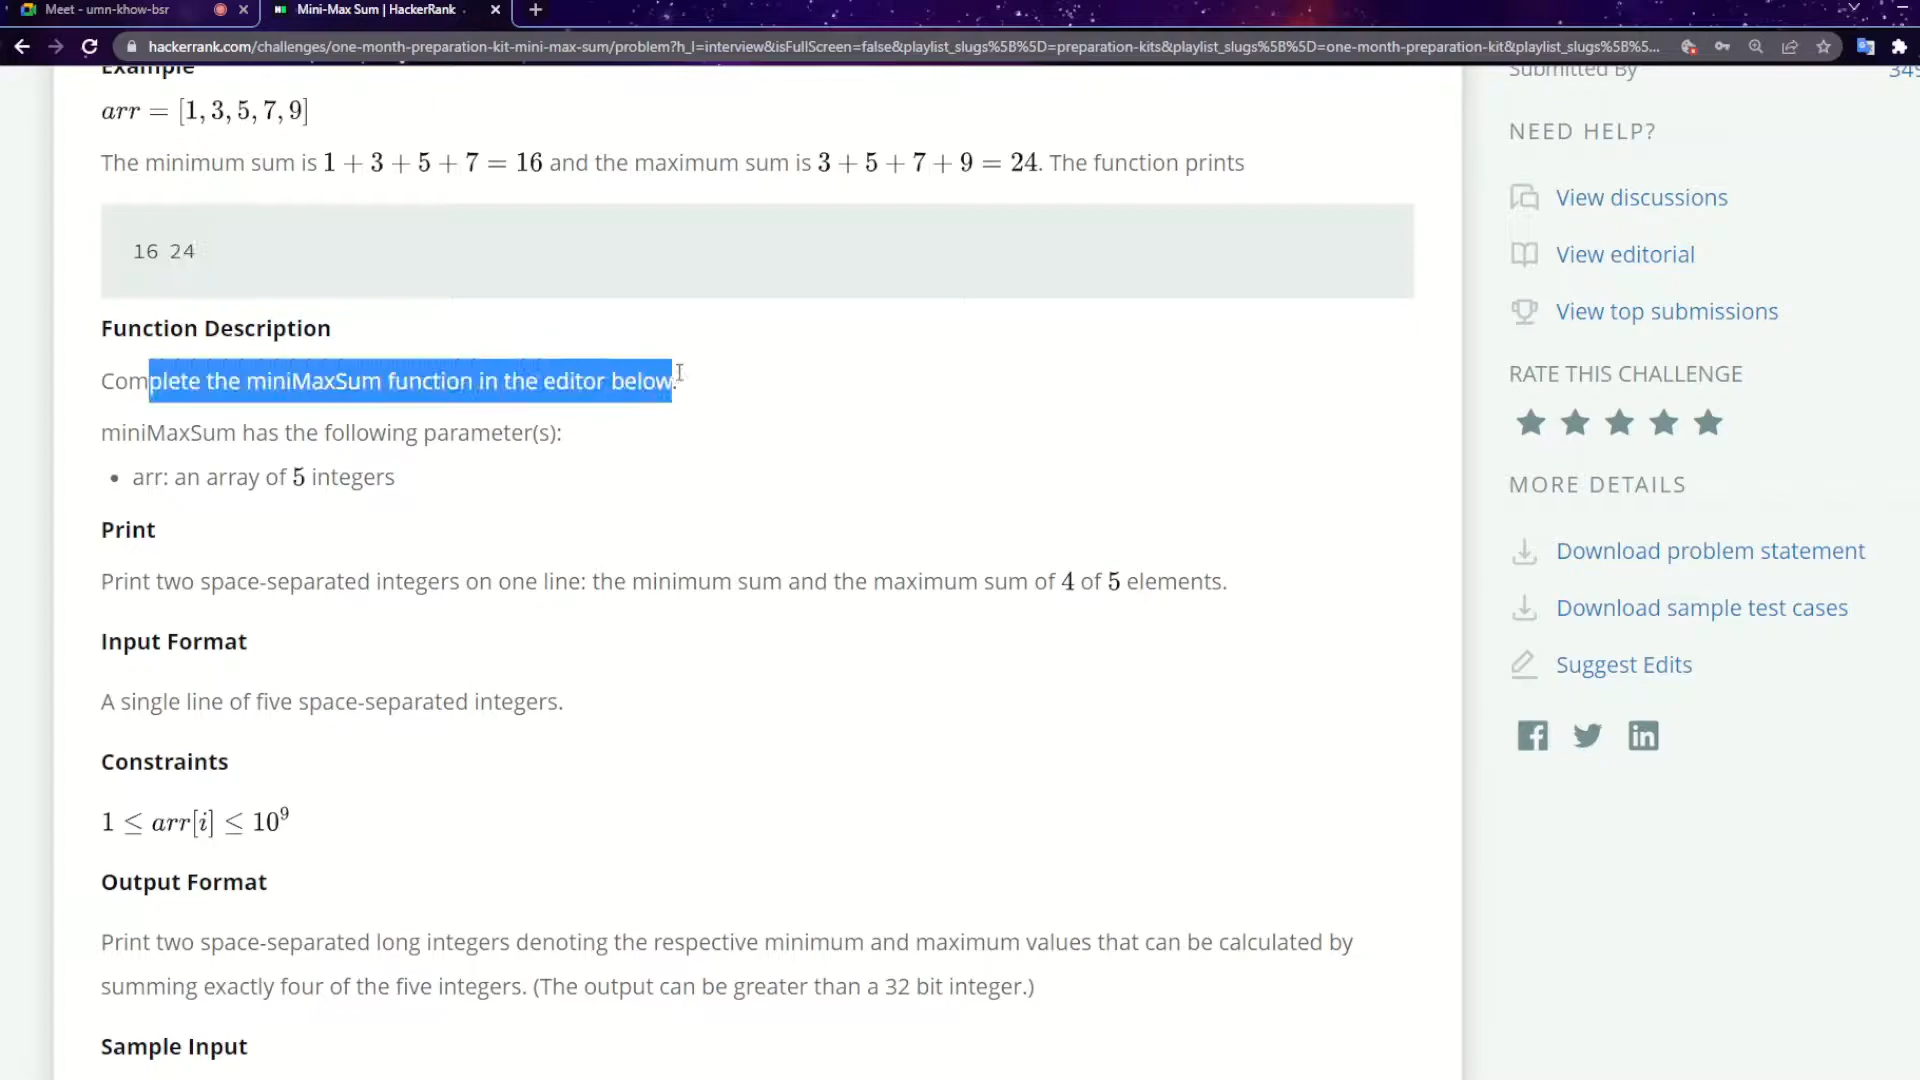 Meet - umn-khow-bsr
Mini-Max Sum | HackerRank
hackerrank.com/challenges/one-month-preparation-kit-mini-max-sum/problem?h_l=interview&isFullScreen=false&playlist_slugs%5B%5D=preparation-kits&playlist_slugs%5B%5D=one-month-preparation-kit&playlist_slugs%5B%5...
Example
arr = [1, 3, 5, 7, 9]
The minimum sum is 1 + 3 + 5 + 7 = 16 and the maximum sum is 3 + 5 + 7 + 9 = 24. The function prints
16 24
Function Description
Complete the miniMaxSum function in the editor below.
miniMaxSum has the following parameter(s):
• arr: an array of 5 integers
Print
Print two space-separated integers on one line: the minimum sum and the maximum sum of 4 of 5 elements.
Input Format
A single line of five space-separated integers.
Constraints
1 ≤ arr[i] ≤ 10⁹
Output Format
Print two space-separated long integers denoting the respective minimum and maximum values that can be calculated by
summing exactly four of the five integers. (The output can be greater than a 32 bit integer.)
Sample Input
Submitted By
NEED HELP?
View discussions
View editorial
View top submissions
RATE THIS CHALLENGE
MORE DETAILS
Download problem statement
Download sample test cases
Suggest Edits